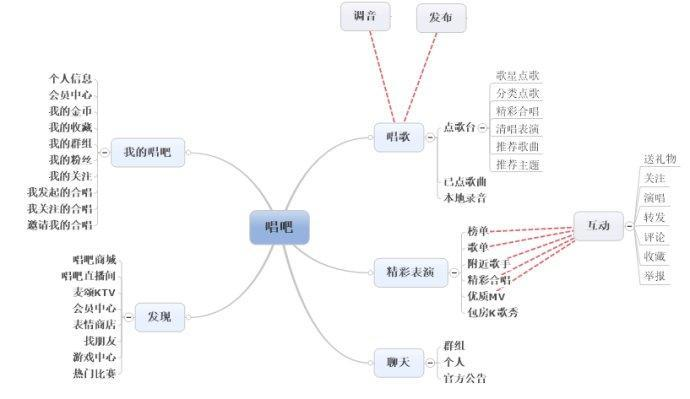 调音
发布
个人信息
会员中心
我的金币
我的收藏
我的群组
我的粉丝
我的关注
我发起的合唱
我关注的合唱
邀请我的合唱
我的唱吧
唱吧
唱歌
点歌台
歌星点歌
分类点歌
精彩合唱
清唱表演
推荐歌曲
推荐主题
已点歌曲
本地录音
精彩表演
榜单
歌单
附近歌手
精彩合唱
优质MV
包房K歌秀
互动
送礼物
关注
演唱
转发
评论
收藏
举报
唱吧商城
唱吧直播间
麦颂KTV
会员中心
表情商店
找朋友
游戏中心
热门比赛
发现
聊天
群组
个人
官方公告